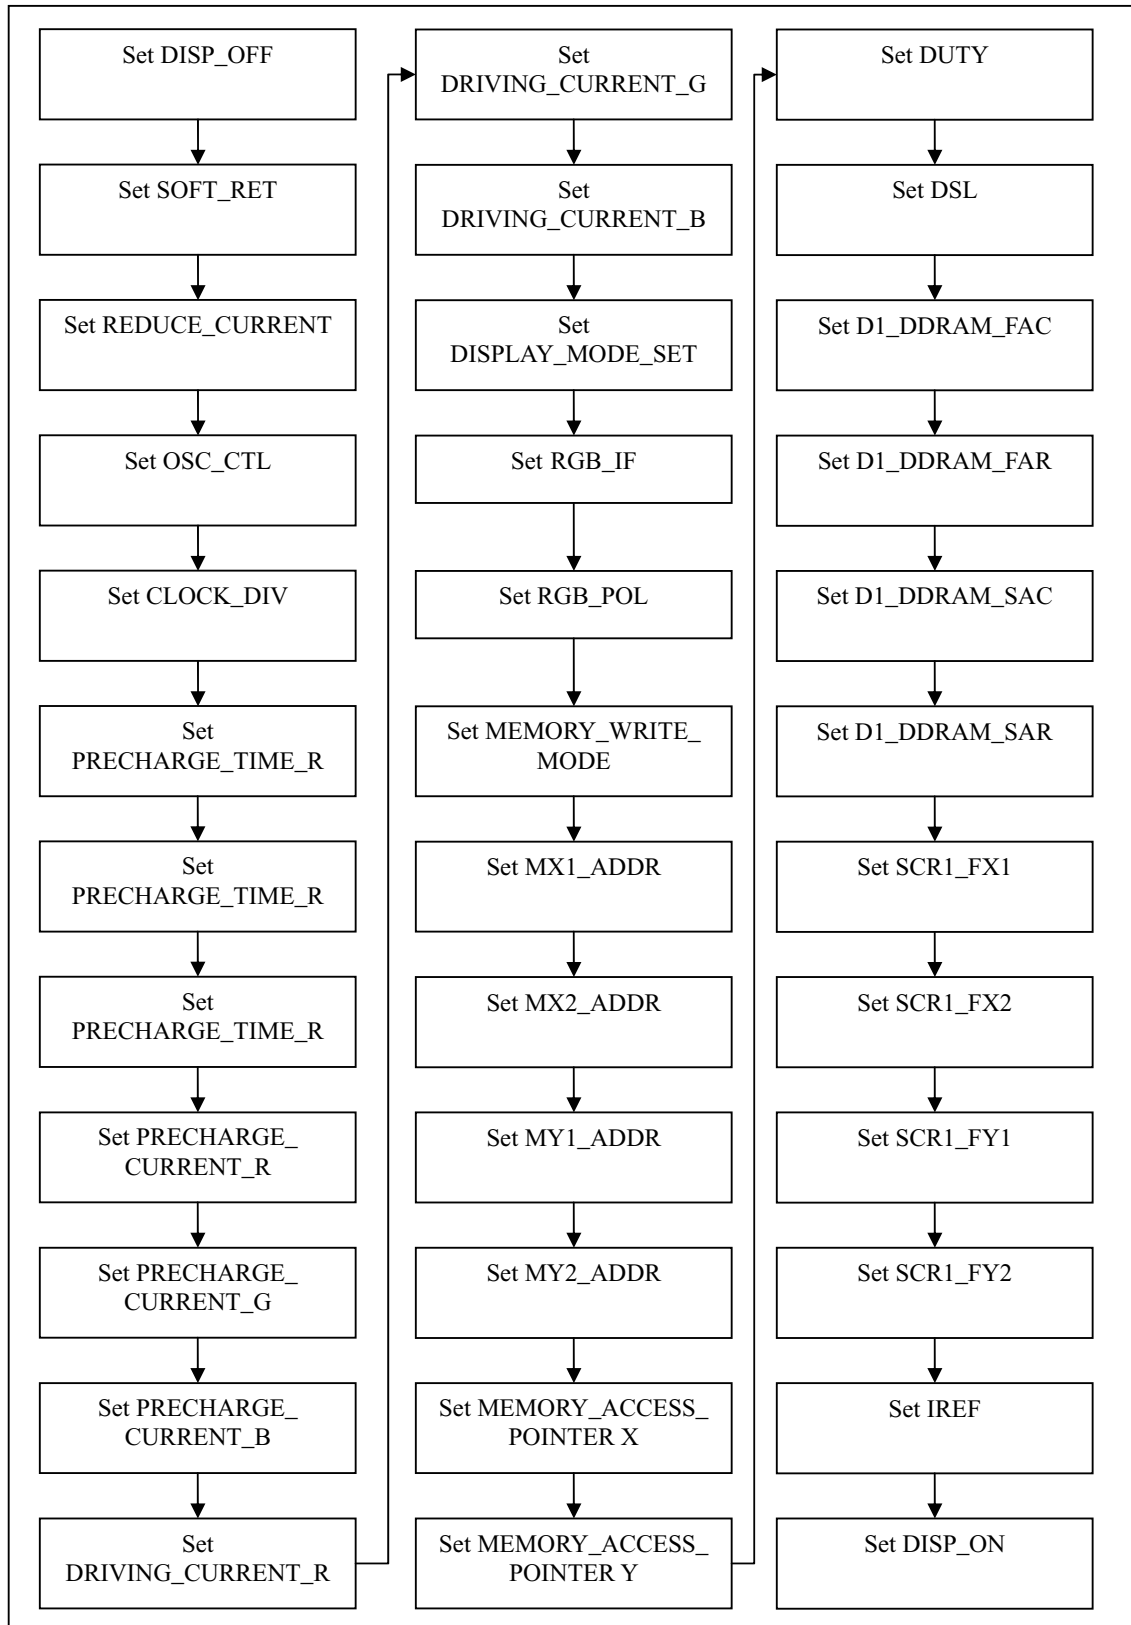 Set DISP_OFF
Set SOFT_RET
Set REDUCE_CURRENT
Set OSC_CTL
Set CLOCK_DIV
Set
PRECHARGE_TIME_R
Set
PRECHARGE_TIME_R
Set
PRECHARGE_TIME_R
Set PRECHARGE_
CURRENT_R
Set PRECHARGE_
CURRENT_G
Set PRECHARGE_
CURRENT_B
Set
DRIVING_CURRENT_R
Set
DRIVING_CURRENT_G
Set
DRIVING_CURRENT_B
Set
DISPLAY_MODE_SET
Set RGB_IF
Set RGB_POL
Set MEMORY_WRITE_
MODE
Set MX1_ADDR
Set MX2_ADDR
Set MY1_ADDR
Set MY2_ADDR
Set MEMORY_ACCESS_
POINTER X
Set MEMORY_ACCESS_
POINTER Y
Set DUTY
Set DSL
Set D1_DDRAM_FAC
Set D1_DDRAM_FAR
Set D1_DDRAM_SAC
Set D1_DDRAM_SAR
Set SCR1_FX1
Set SCR1_FX2
Set SCR1_FY1
Set SCR1_FY2
Set IREF
Set DISP_ON